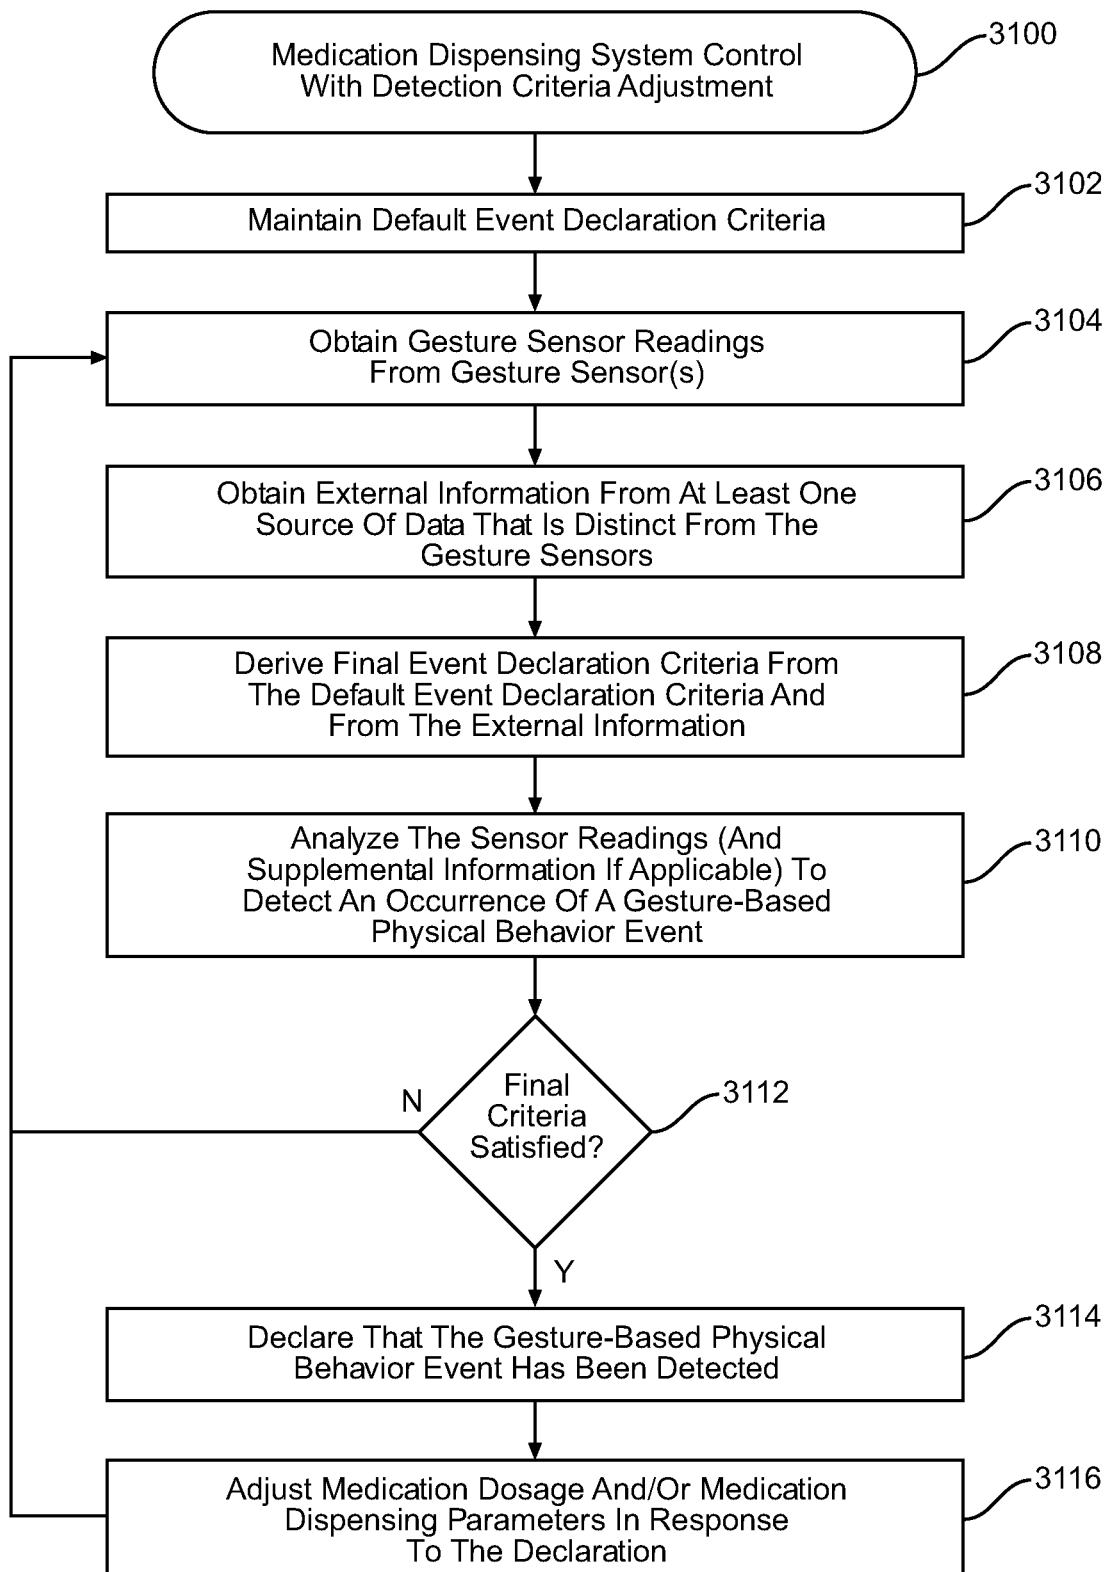 Medication Dispensing System Control
With Detection Criteria Adjustment
3100
Maintain Default Event Declaration Criteria
3102
Obtain Gesture Sensor Readings
From Gesture Sensor(s)
3104
Obtain External Information From At Least One
Source Of Data That Is Distinct From The
Gesture Sensors
3106
Derive Final Event Declaration Criteria From
The Default Event Declaration Criteria And
From The External Information
3108
Analyze The Sensor Readings (And
Supplemental Information If Applicable) To
Detect An Occurrence Of A Gesture-Based
Physical Behavior Event
3110
Final
Criteria
Satisfied?
3112
N
Y
Declare That The Gesture-Based Physical
Behavior Event Has Been Detected
3114
Adjust Medication Dosage And/Or Medication
Dispensing Parameters In Response
To The Declaration
3116